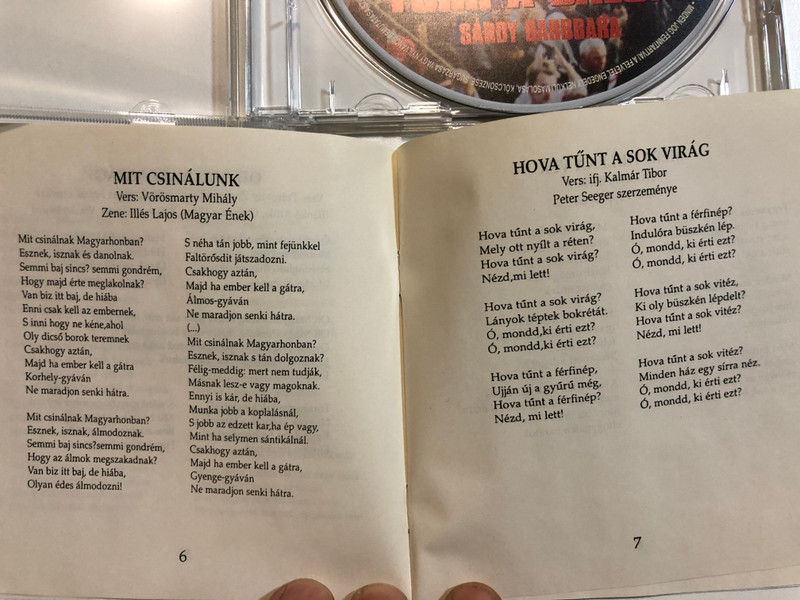 SÁRDY BARBARA
MIT CSINÁLUNK
Vers: Vörösmarty Mihály
Zene: Illés Lajos (Magyar Ének)
Mit csinálnak Magyarhonban?
Esznek, isznak és danolnak.
Semmi baj sincs? semmi gondrém,
Hogy majd érte meglakolnak?
Van biz itt baj, de hiába
Enni csak kell az embernek,
S inni hogy ne kéne,ahol
Oly dicső borok teremnek
Csakhogy aztán,
Majd ha ember kell a gátra
Korhely-gyáván
Ne maradjon senki hátra.
Mit csinálnak Magyarhonban?
Esznek, isznak, álmodoznak.
Semmi baj sincs?semmi gondrém,
Hogy az álmok megszakadnak?
Van biz itt baj, de hiába,
Olyan édes álmodozni!
S néha tán jobb, mint fejünkkel
Faltörősdit játszadozni.
Csakhogy aztán,
Majd ha ember kell a gátra,
Álmos-gyáván
Ne maradjon senki hátra.
(...)
Mit csinálnak Magyarhonban?
Esznek, isznak s tán dolgoznak?
Félig-meddig: mert nem tudják,
Másnak lesz-e vagy magoknak.
Ennyi is kár, de hiába,
Munka jobb a koplalásnál,
S jobb az edzett kar,ha ép vagy,
Mint ha selymen sántikálnál.
Csakhogy aztán,
Majd ha ember kell a gátra,
Gyenge-gyáván
Ne maradjon senki hátra.
6
HOVA TŰNT A SOK VIRÁG
Vers: ifj. Kalmár Tibor
Peter Seeger szerzeménye
Hova tűnt a sok virág,
Mely ott nyílt a réten?
Hova tűnt a sok virág?
Nézd,mi lett!
Hova tűnt a sok virág?
Lányok téptek bokrétát.
Ó, mondd,ki érti ezt?
Ó, mondd,ki érti ezt?
Hova tűnt a férfinép,
Ujján új a gyűrű még,
Hova tűnt a férfinép?
Nézd, mi lett!
Hova tűnt a férfinép?
Indulóra büszkén lép.
Ó, mondd, ki érti ezt?
Ó, mondd, ki érti ezt?
Hova tűnt a sok vitéz,
Ki oly büszkén lépdelt?
Hova tűnt a sok vitéz?
Nézd, mi lett!
Hova tűnt a sok vitéz?
Minden ház egy sírra néz.
Ó, mondd, ki érti ezt?
Ó, mondd, ki érti ezt?
7